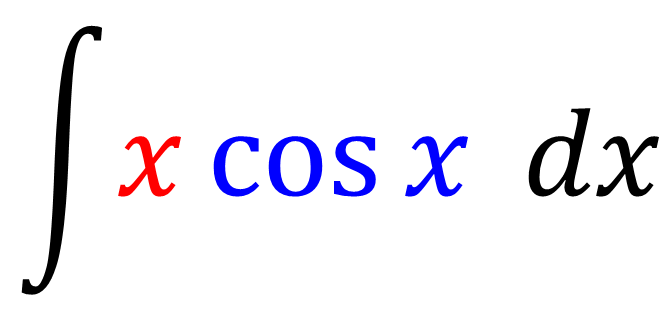 ∫ x cos x dx